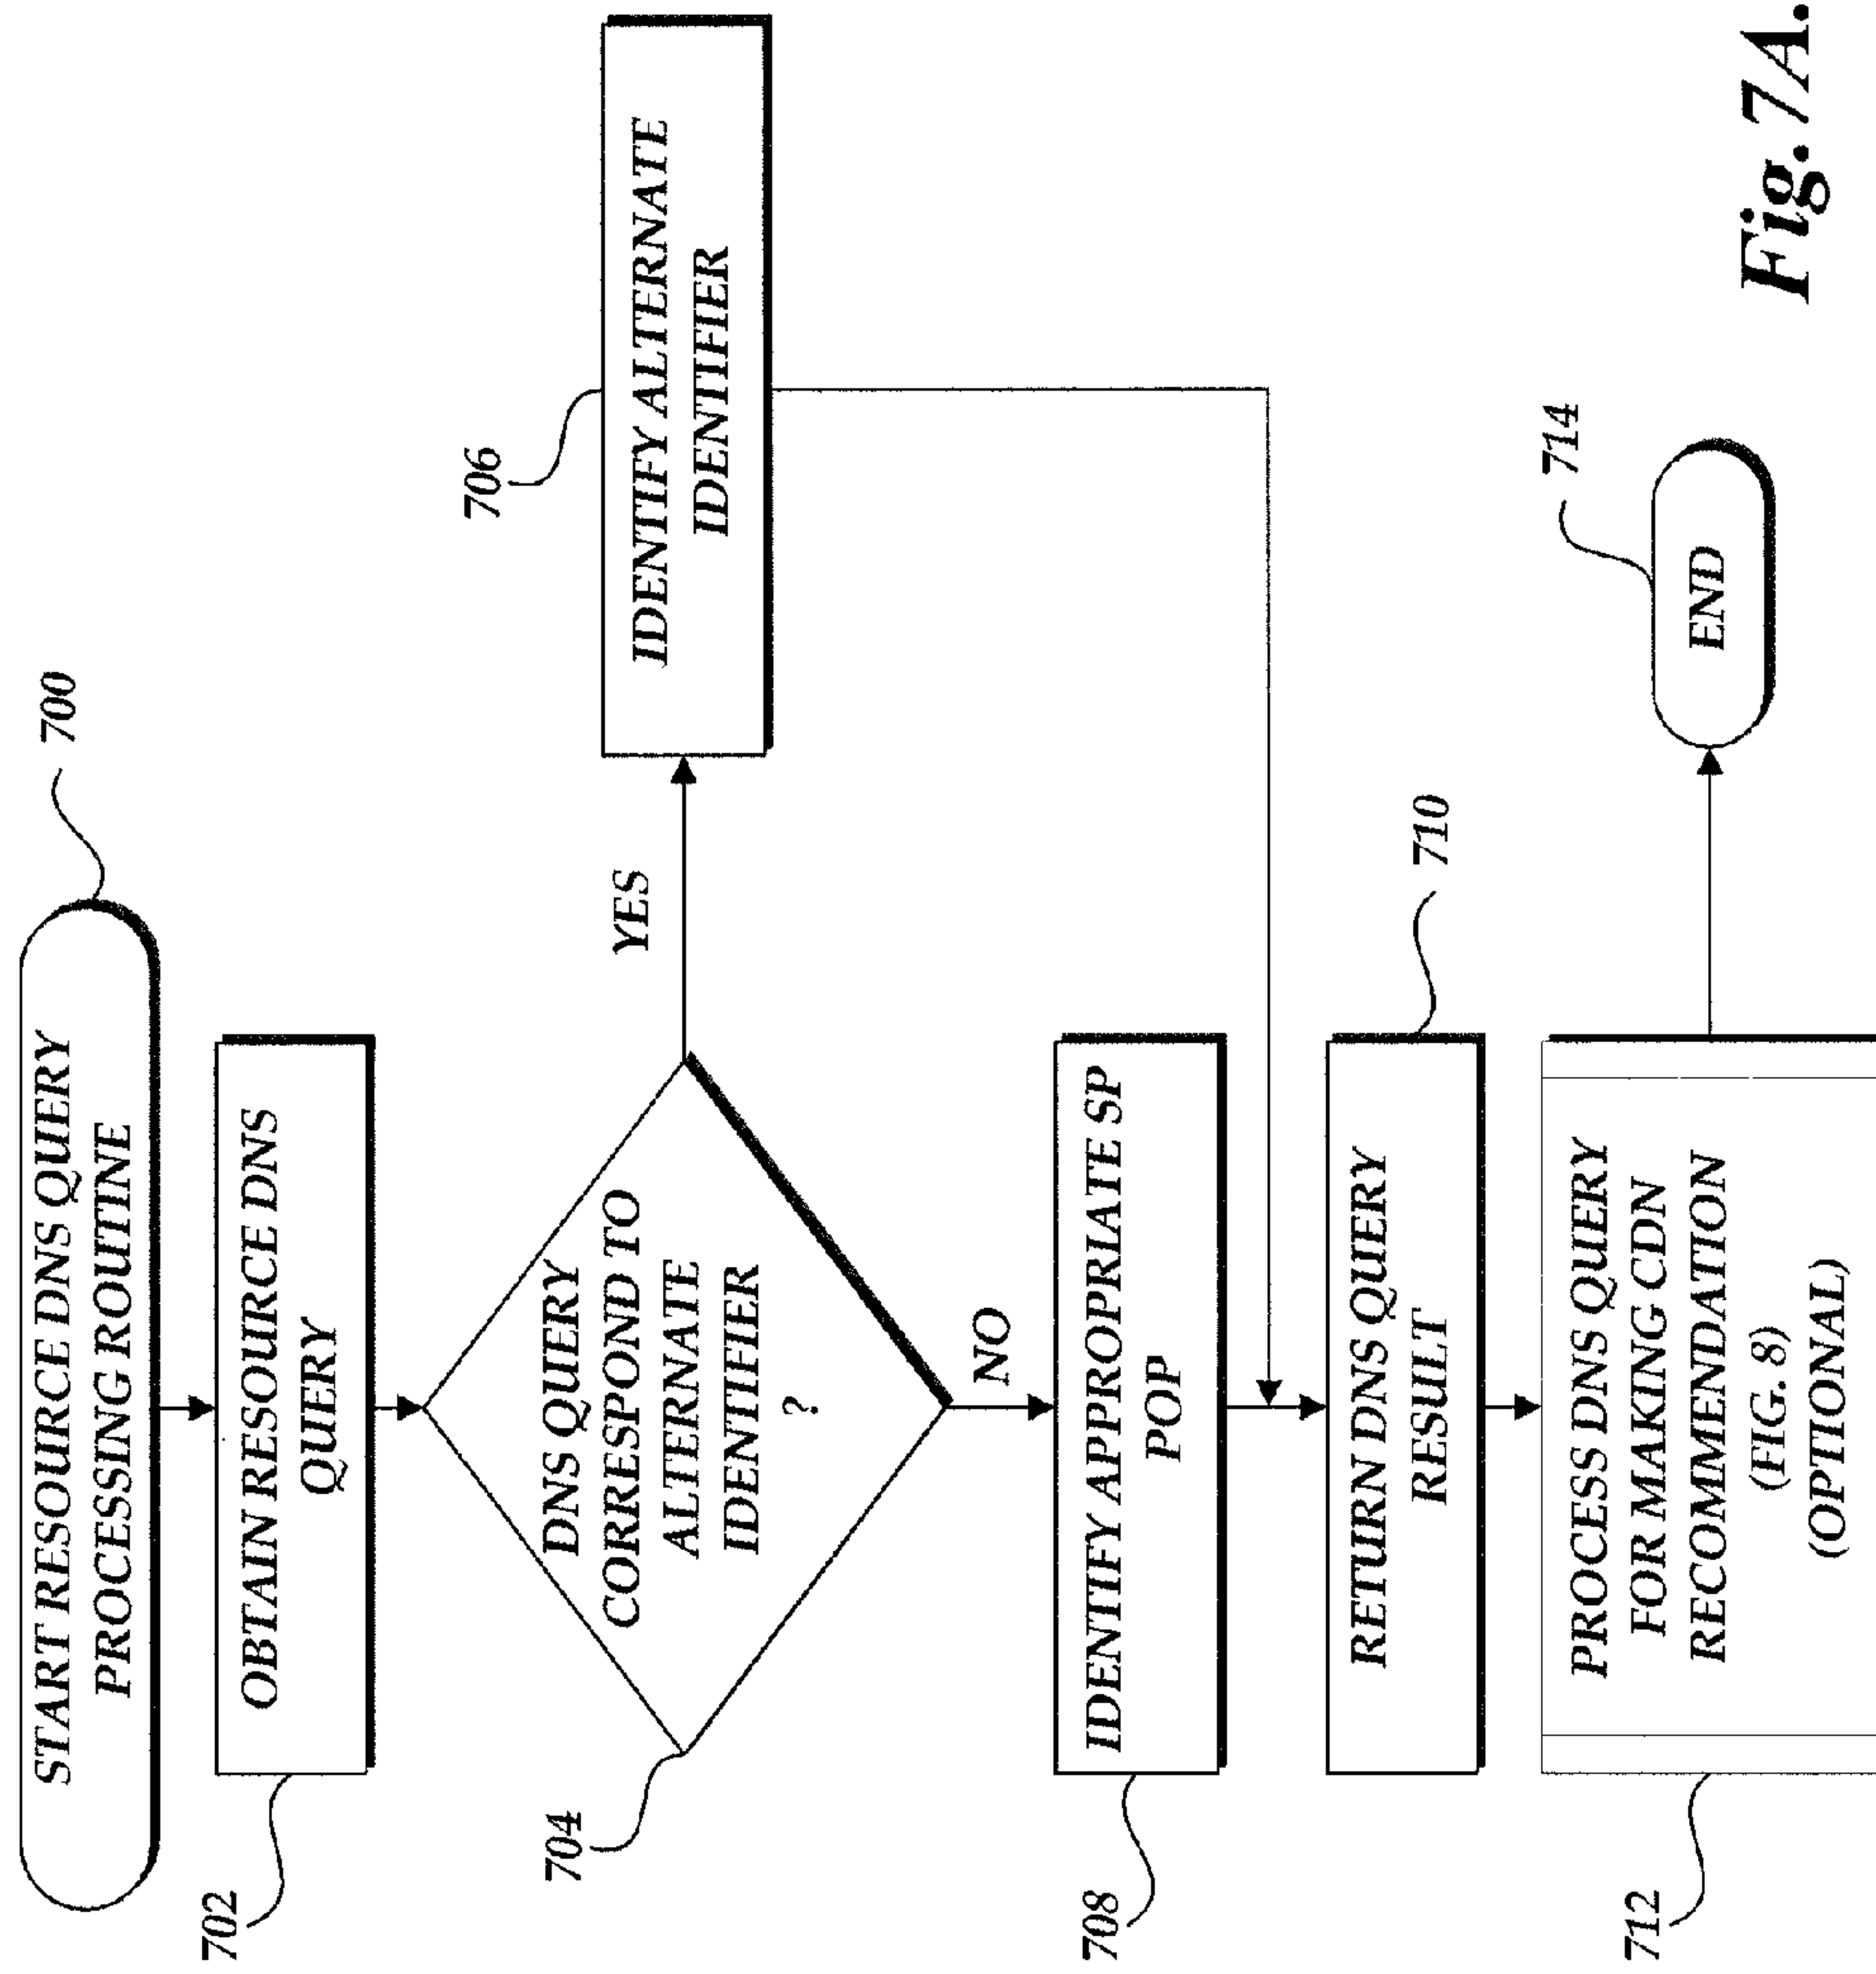 START RESOURCE DNS QUERY
PROCESSING ROUTINE
700
702
OBTAIN RESOURCE DNS
QUERY
704
DNS QUERY
CORRESPOND TO
ALTERNATE
IDENTIFIER
?
YES
706
IDENTIFY ALTERNATE
IDENTIFIER
NO
708
IDENTIFY APPROPRIATE SP
POP
710
RETURN DNS QUERY
RESULT
712
PROCESS DNS QUERY
FOR MAKING CDN
RECOMMENDATION
(FIG. 8)
(OPTIONAL)
714
END
Fig.7A.